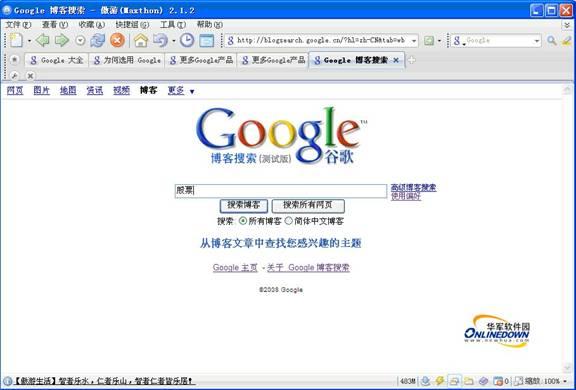 Google 博客搜索 - 傲游(Maxthon) 2.1.2
文件(F) 查看(V) 收藏(A) 快捷组(G) 工具(T) 帮助(H)
http://blogsearch.google.cn/?hl=zh-CN&tab=wb
Google
Google 大全 为何选用 Google 更多Google产品 更多Google产品 Google 博客搜索
网页 图片 地图 资讯 视频 博客 更多 ▼
Google™
博客搜索(测试版) 谷歌
股票
高级博客搜索
使用偏好
搜索博客 搜索所有网页
搜索: 所有博客 简体中文博客
从博客文章中查找您感兴趣的主题
Google 主页 - 关于 Google 博客搜索
©2008 Google
华军软件园
ONLINEDOWN
www.newhua.com
【傲游生活】智者乐水，仁者乐山，智者仁者皆乐居！
483M 0 缩放:100%